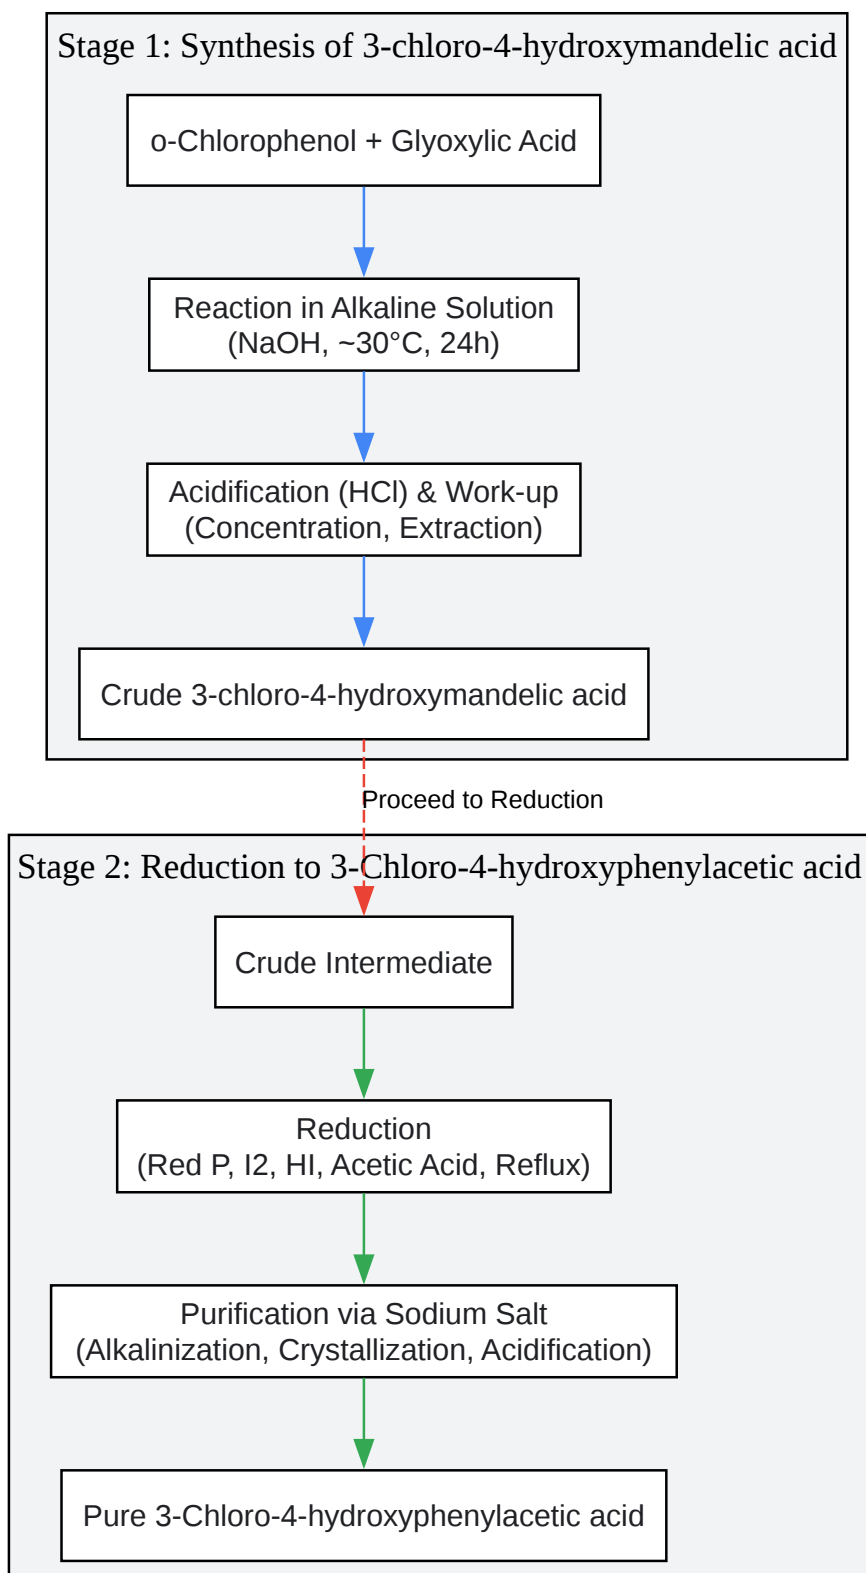 Stage 1: Synthesis of 3-chloro-4-hydroxymandelic acid
o-Chlorophenol + Glyoxylic Acid
Reaction in Alkaline Solution
(NaOH, ~30°C, 24h)
Acidification (HCl) & Work-up
(Concentration, Extraction)
Crude 3-chloro-4-hydroxymandelic acid
Proceed to Reduction
Stage 2: Reduction to 3-Chloro-4-hydroxyphenylacetic acid
Crude Intermediate
Reduction
(Red P, I2, HI, Acetic Acid, Reflux)
Purification via Sodium Salt
(Alkalinization, Crystallization, Acidification)
Pure 3-Chloro-4-hydroxyphenylacetic acid